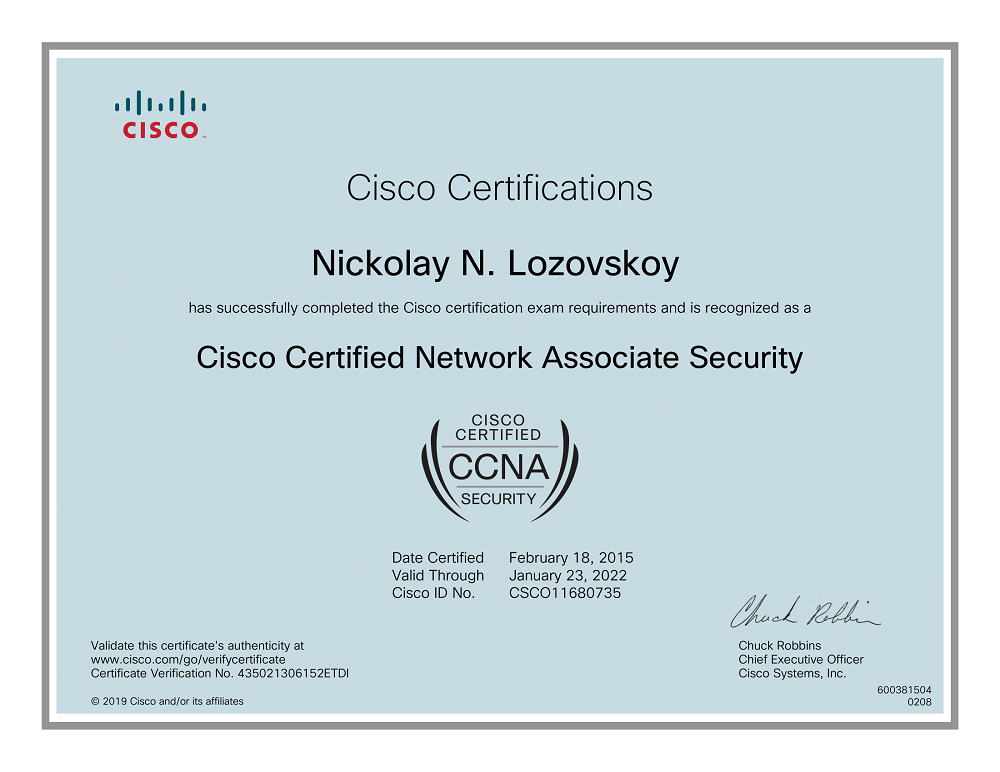 CISCO
Cisco Certifications
Nickolay N. Lozovskoy
has successfully completed the Cisco certification exam requirements and is recognized as a
Cisco Certified Network Associate Security
CISCO
CERTIFIED
CCNA
SECURITY
Date Certified February 18, 2015
Valid Through January 23, 2022
Cisco ID No. CSCO11680735
Chuck Robbins
Validate this certificate's authenticity at
www.cisco.com/go/verifycertificate
Certificate Verification No. 435021306152ETDI
© 2019 Cisco and/or its affiliates
Chuck Robbins
Chief Executive Officer
Cisco Systems, Inc.
600381504
0208